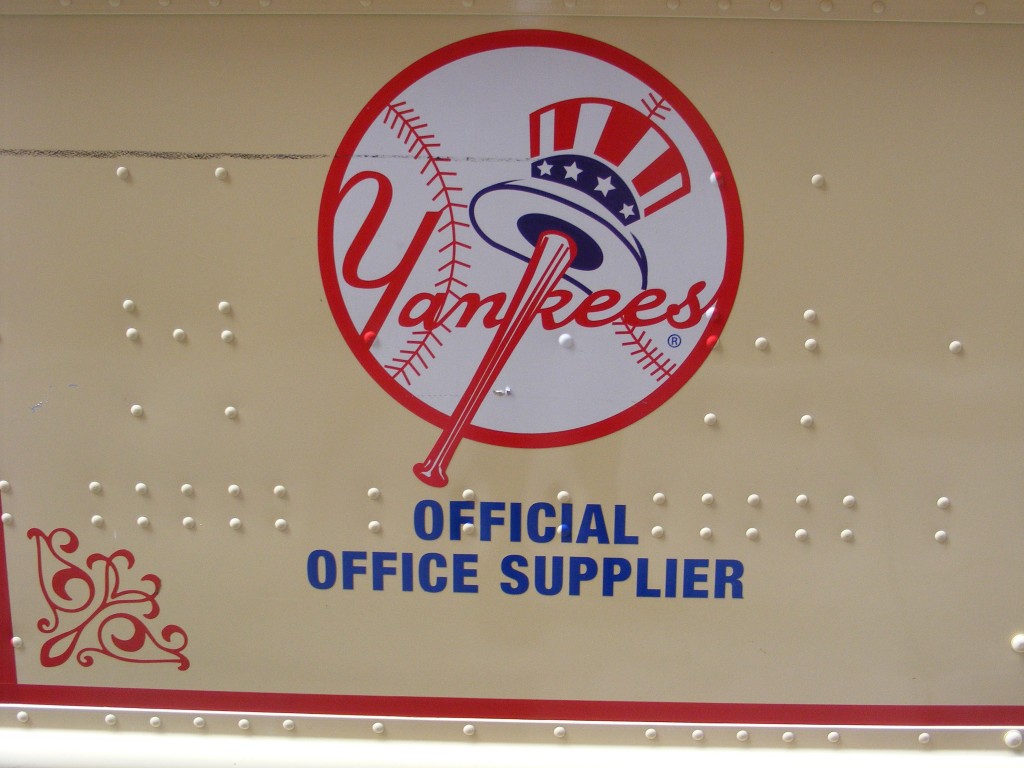 Yankees
®
OFFICIAL
OFFICE SUPPLIER